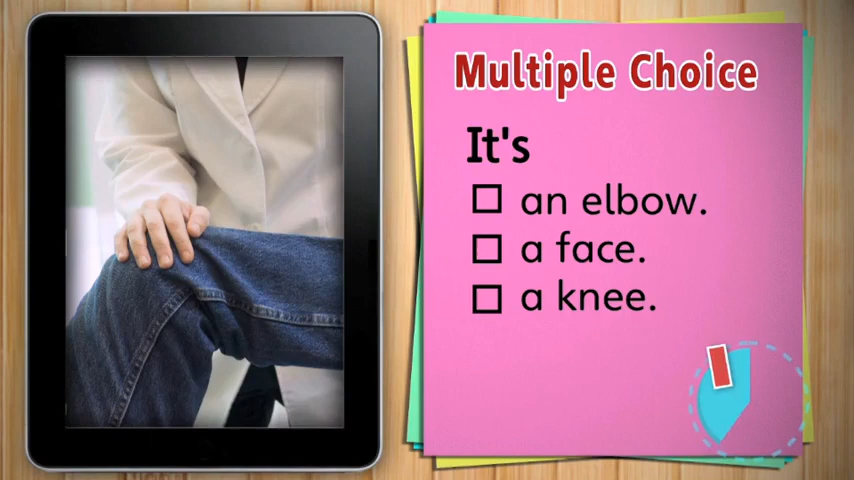 Multiple Choice
It's
an elbow.
a face.
a knee.